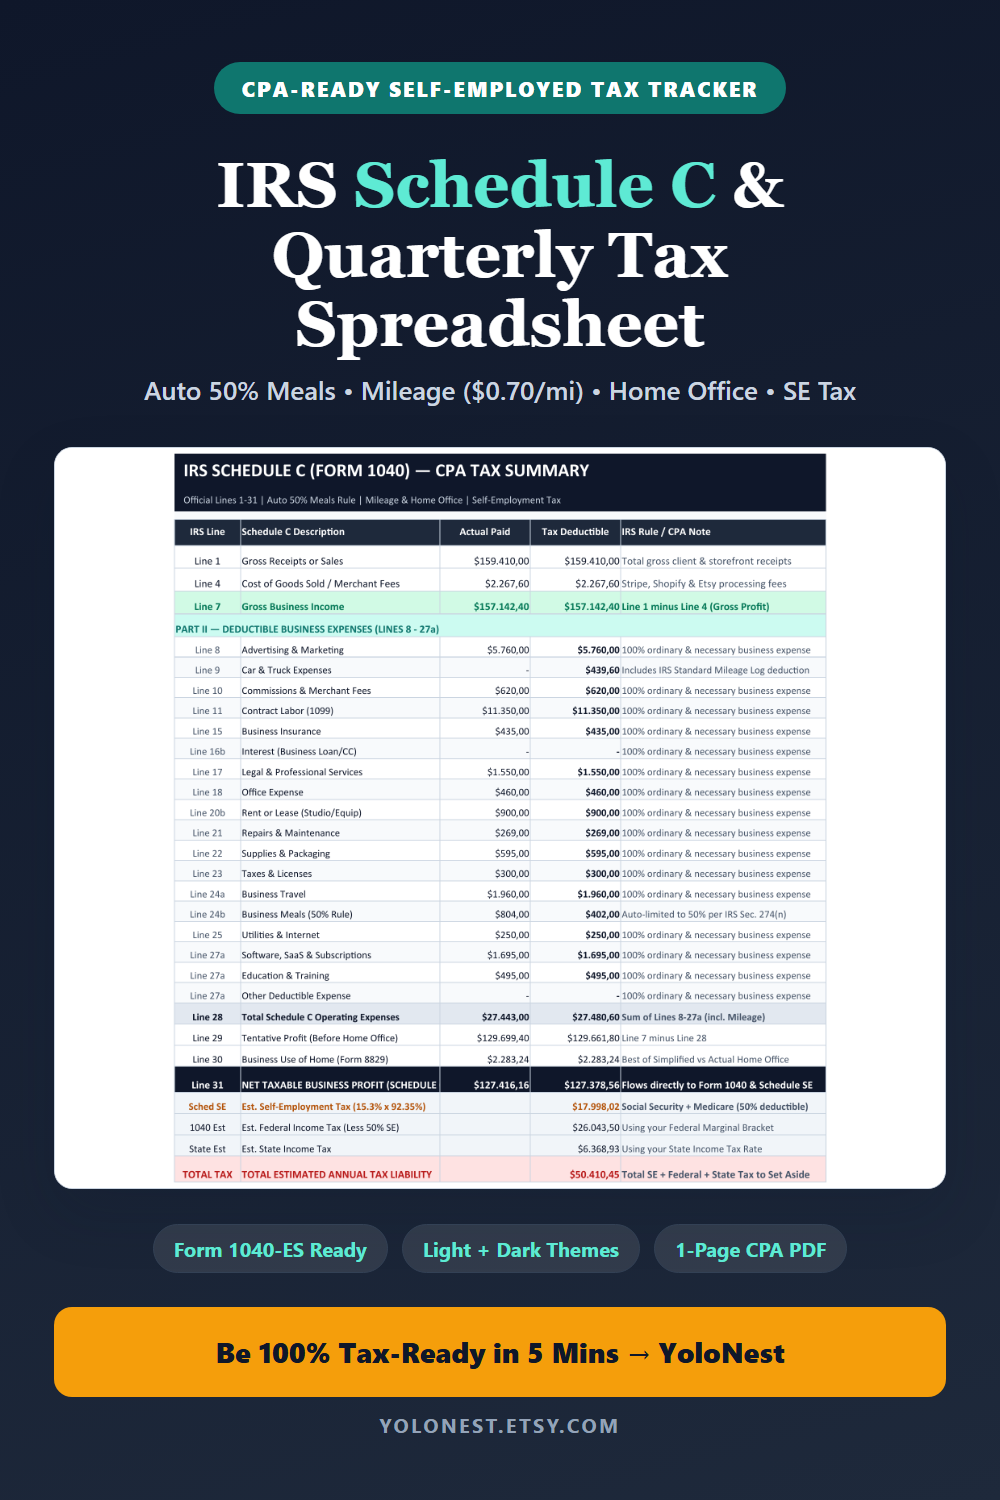 CPA-READY SELF-EMPLOYED TAX TRACKER
IRS Schedule C &
Quarterly Tax
Spreadsheet
Auto 50% Meals • Mileage ($0.70/mi) • Home Office • SE Tax
IRS SCHEDULE C (FORM 1040) — CPA TAX SUMMARY
Official Lines 1-31 | Auto 50% Meals Rule | Mileage & Home Office | Self-Employment Tax
IRS Line Schedule C Description Actual Paid Tax Deductible IRS Rule / CPA Note
Line 1 Gross Receipts or Sales $159.410,00 $159.410,00 Total gross client & storefront receipts
Line 4 Cost of Goods Sold / Merchant Fees $2.267,60 $2.267,60 Stripe, Shopify & Etsy processing fees
Line 7 Gross Business Income $157.142,40 $157.142,40 Line 1 minus Line 4 (Gross Profit)
PART II — DEDUCTIBLE BUSINESS EXPENSES (LINES 8 - 27a)
Line 8 Advertising & Marketing $5.760,00 $5.760,00 100% ordinary & necessary business expense
Line 9 Car & Truck Expenses - $439,60 Includes IRS Standard Mileage Log deduction
Line 10 Commissions & Merchant Fees $620,00 $620,00 100% ordinary & necessary business expense
Line 11 Contract Labor (1099) $11.350,00 $11.350,00 100% ordinary & necessary business expense
Line 15 Business Insurance $435,00 $435,00 100% ordinary & necessary business expense
Line 16b Interest (Business Loan/CC) - - 100% ordinary & necessary business expense
Line 17 Legal & Professional Services $1.550,00 $1.550,00 100% ordinary & necessary business expense
Line 18 Office Expense $460,00 $460,00 100% ordinary & necessary business expense
Line 20b Rent or Lease (Studio/Equip) $900,00 $900,00 100% ordinary & necessary business expense
Line 21 Repairs & Maintenance $269,00 $269,00 100% ordinary & necessary business expense
Line 22 Supplies & Packaging $595,00 $595,00 100% ordinary & necessary business expense
Line 23 Taxes & Licenses $300,00 $300,00 100% ordinary & necessary business expense
Line 24a Business Travel $1.960,00 $1.960,00 100% ordinary & necessary business expense
Line 24b Business Meals (50% Rule) $804,00 $402,00 Auto-limited to 50% per IRS Sec. 274(n)
Line 25 Utilities & Internet $250,00 $250,00 100% ordinary & necessary business expense
Line 27a Software, SaaS & Subscriptions $1.695,00 $1.695,00 100% ordinary & necessary business expense
Line 27a Education & Training $495,00 $495,00 100% ordinary & necessary business expense
Line 27a Other Deductible Expense - - 100% ordinary & necessary business expense
Line 28 Total Schedule C Operating Expenses $27.443,00 $27.480,60 Sum of Lines 8-27a (incl. Mileage)
Line 29 Tentative Profit (Before Home Office) $129.699,40 $129.661,80 Line 7 minus Line 28
Line 30 Business Use of Home (Form 8829) $2.283,24 $2.283,24 Best of Simplified vs Actual Home Office
Line 31 NET TAXABLE BUSINESS PROFIT (SCHEDULE $127.416,16 $127.378,56 Flows directly to Form 1040 & Schedule SE
Sched SE Est. Self-Employment Tax (15.3% x 92.35%) $17.998,02 Social Security + Medicare (50% deductible)
1040 Est Est. Federal Income Tax (Less 50% SE) $26.043,50 Using your Federal Marginal Bracket
State Est Est. State Income Tax $6.368,93 Using your State Income Tax Rate
TOTAL TAX TOTAL ESTIMATED ANNUAL TAX LIABILITY $50.410,45 Total SE + Federal + State Tax to Set Aside
Form 1040-ES Ready
Light + Dark Themes
1-Page CPA PDF
Be 100% Tax-Ready in 5 Mins → YoloNest
YOLONEST.ETSY.COM